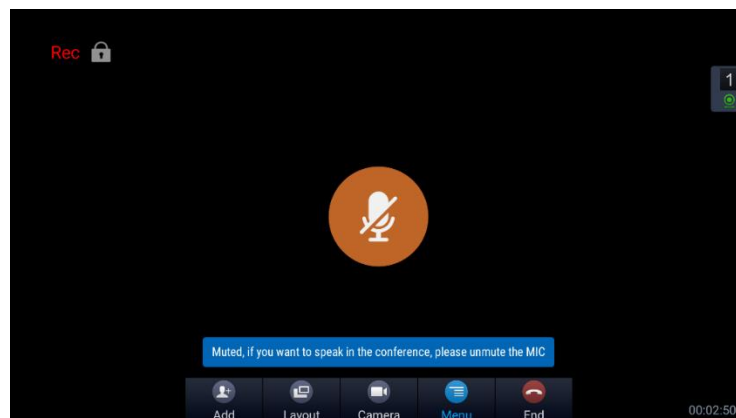 Rec
1
Muted, if you want to speak in the conference, please unmute the MIC
Add Layout Camera Menu End
00:02:50